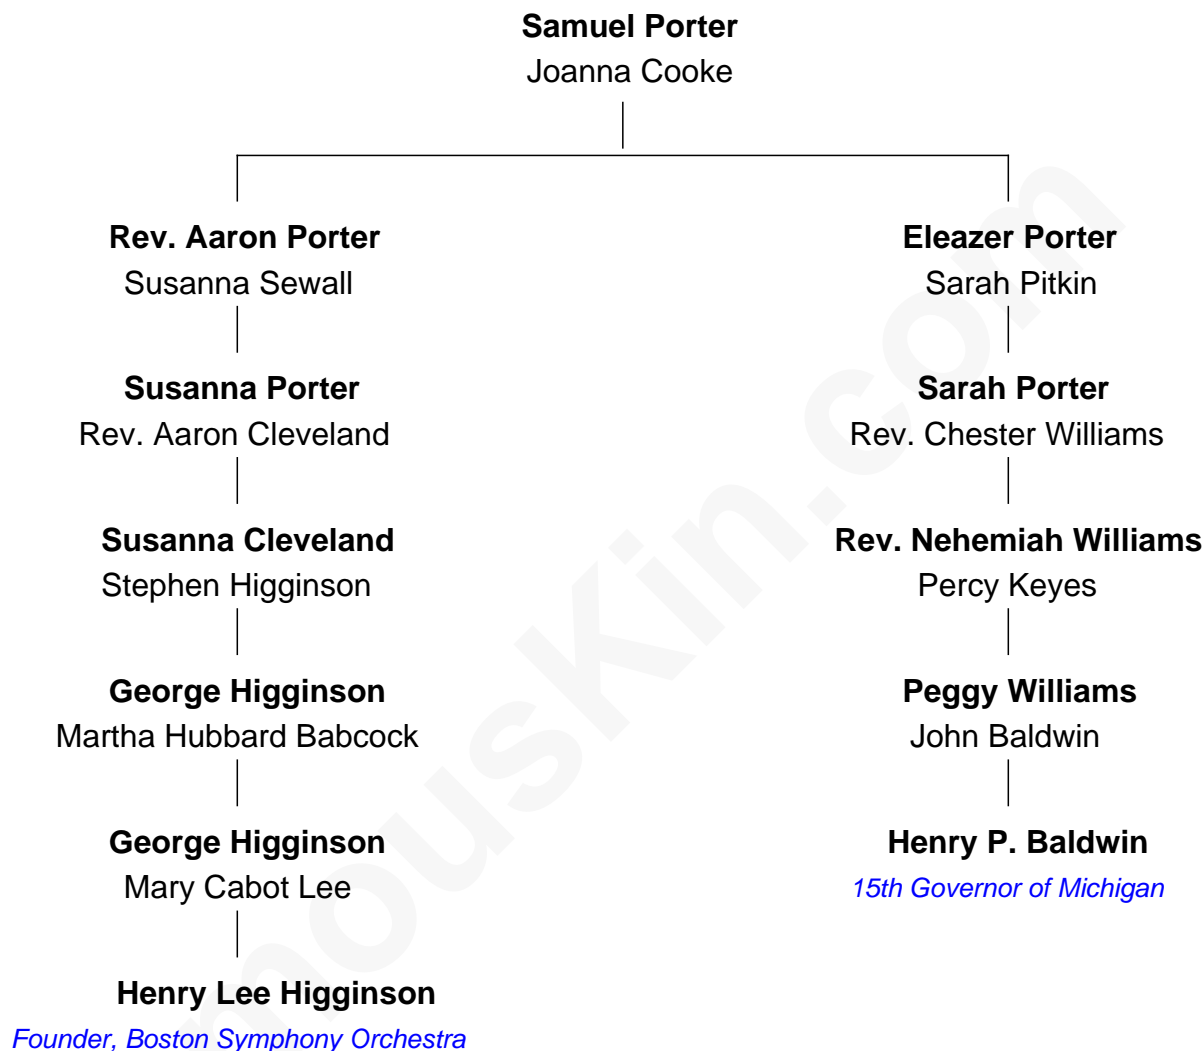 Samuel Porter
Joanna Cooke
Rev. Aaron Porter
Susanna Sewall
Eleazer Porter
Sarah Pitkin
Susanna Porter
Rev. Aaron Cleveland
Sarah Porter
Rev. Chester Williams
Susanna Cleveland
Stephen Higginson
Rev. Nehemiah Williams
Percy Keyes
George Higginson
Martha Hubbard Babcock
Peggy Williams
John Baldwin
George Higginson
Mary Cabot Lee
Henry P. Baldwin
15th Governor of Michigan
Henry Lee Higginson
Founder, Boston Symphony Orchestra
mouskin.com